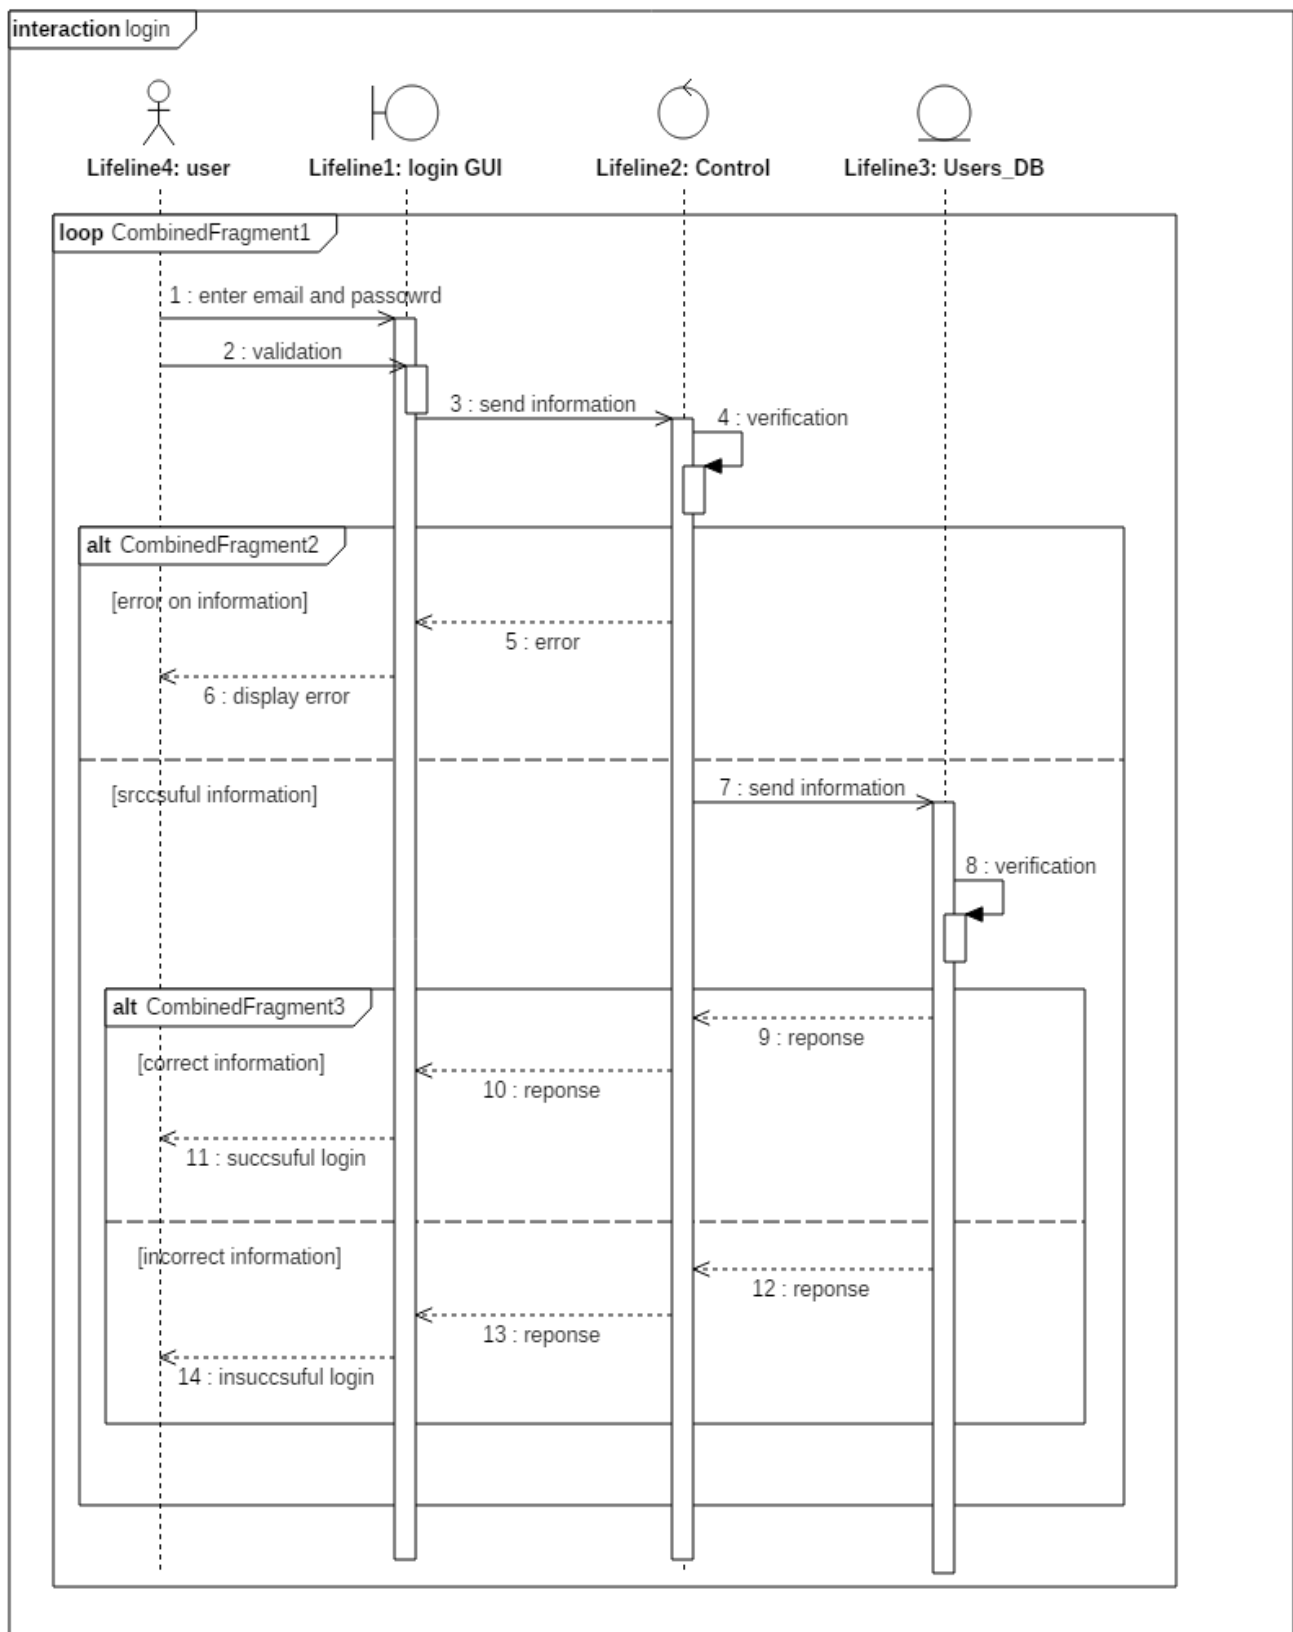 interaction login
Lifeline4: user
Lifeline1: login GUI
Lifeline2: Control
Lifeline3: Users_DB
loop CombinedFragment1
1 : enter email and passowrd
2 : validation
3 : send information
4 : verification
alt CombinedFragment2
[error on information]
5 : error
6 : display error
[srccsuful information]
7 : send information
8 : verification
alt CombinedFragment3
9 : reponse
[correct information]
10 : reponse
11 : succsuful login
[incorrect information]
12 : reponse
13 : reponse
14 : insuccsuful login